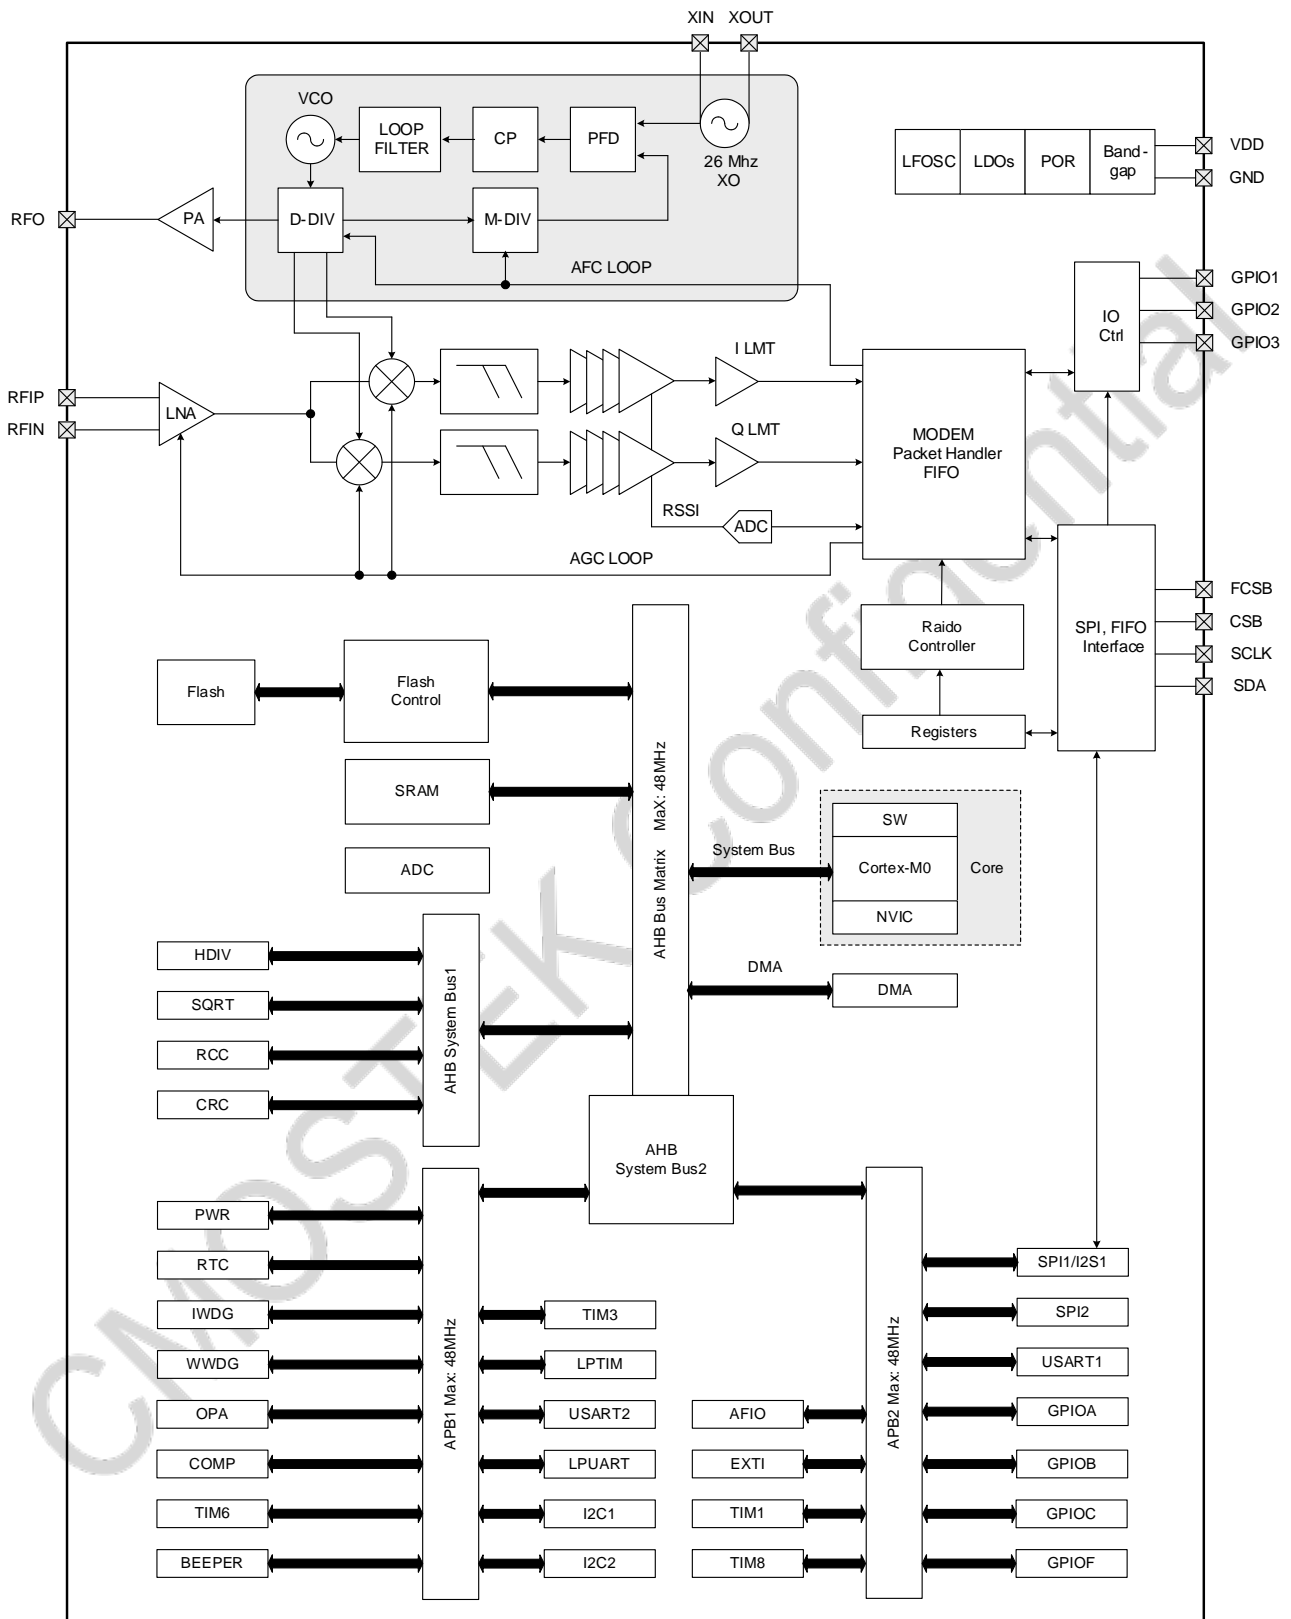 XIN XOUT
VCO
LOOP
FILTER
CP
PFD
26 Mhz
XO
LFOSC
LDOs
POR
Band-
gap
VDD
GND
RFO
PA
D-DIV
M-DIV
AFC LOOP
IO
Ctrl
GPIO1
GPIO2
GPIO3
RFIP
RFIN
LNA
I LMT
Q LMT
RSSI
ADC
AGC LOOP
MODEM
Packet Handler
FIFO
Raido
Controller
Registers
SPI, FIFO
Interface
FCSB
CSB
SCLK
SDA
Flash
Flash
Control
SRAM
ADC
AHB Bus Matrix MaX: 48MHz
System Bus
SW
Cortex-M0
NVIC
Core
DMA
DMA
HDIV
SQRT
RCC
CRC
AHB System Bus1
AHB
System Bus2
PWR
RTC
IWDG
WWDG
OPA
COMP
TIM6
BEEPER
APB1 Max: 48MHz
TIM3
LPTIM
USART2
LPUART
I2C1
I2C2
AFIO
EXTI
TIM1
TIM8
APB2 Max: 48MHz
SPI1/I2S1
SPI2
USART1
GPIOA
GPIOB
GPIOC
GPIOF
CMOSTEK Confidential